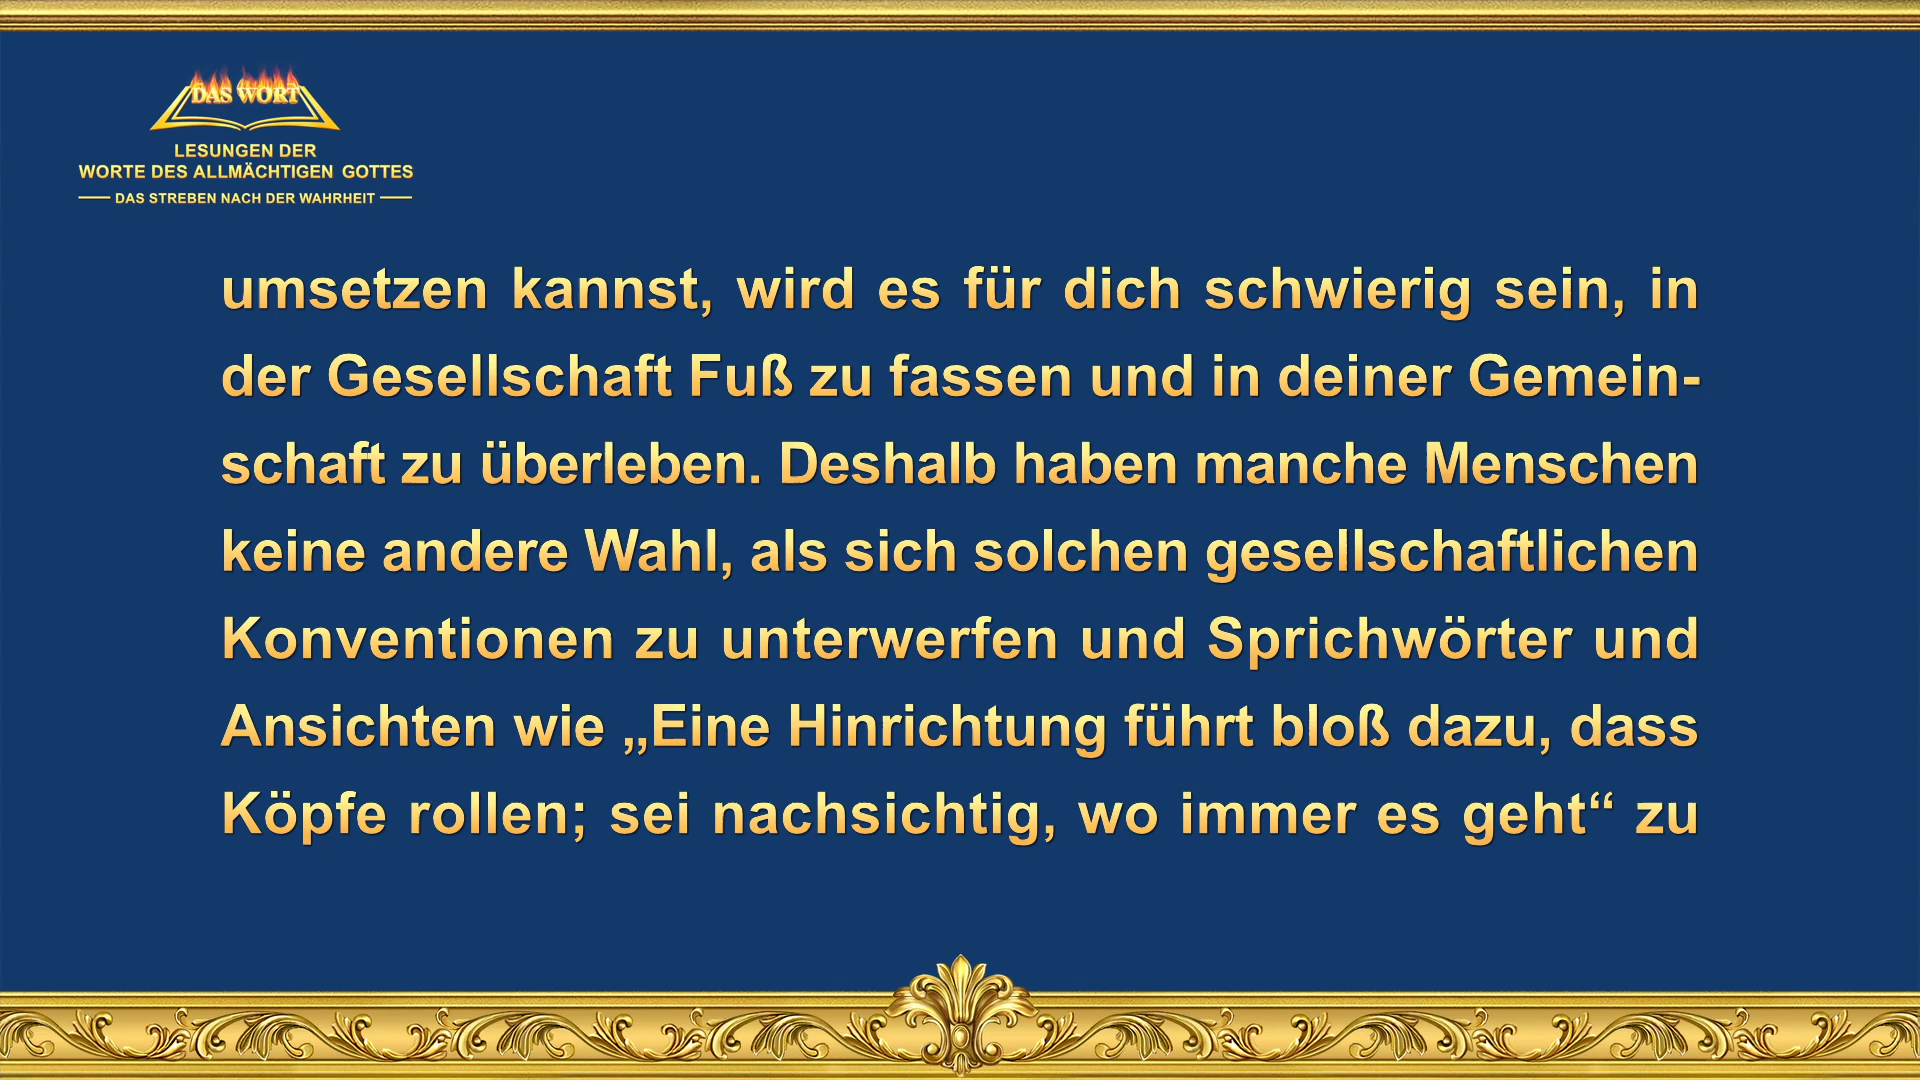 DAS WORT
LESUNGEN DER
WORTE DES ALLMÄCHTIGEN GOTTES
DAS STREBEN NACH DER WAHRHEIT
umsetzen kannst, wird es für dich schwierig sein, in
der Gesellschaft Fuß zu fassen und in deiner Gemein-
schaft zu überleben. Deshalb haben manche Menschen
keine andere Wahl, als sich solchen gesellschaftlichen
Konventionen zu unterwerfen und Sprichwörter und
Ansichten wie „Eine Hinrichtung führt bloß dazu, dass
Köpfe rollen; sei nachsichtig, wo immer es geht“ zu